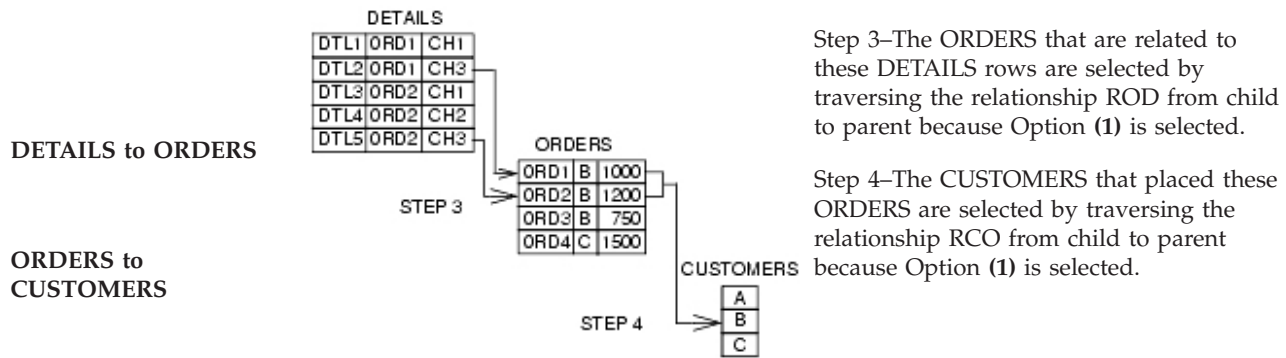 DETAILS
DTL1 ORD1 CH1
DTL2 ORD1 CH3
DTL3 ORD2 CH1
DTL4 ORD2 CH2
DTL5 ORD2 CH3
DETAILS to ORDERS
STEP 3
ORDERS
ORD1 B 1000
ORD2 B 1200
ORD3 B 750
ORD4 C 1500
Step 3–The ORDERS that are related to
these DETAILS rows are selected by
traversing the relationship ROD from child
to parent because Option (1) is selected.
ORDERS to
CUSTOMERS
STEP 4
CUSTOMERS
A
B
C
Step 4–The CUSTOMERS that placed these
ORDERS are selected by traversing the
relationship RCO from child to parent
because Option (1) is selected.